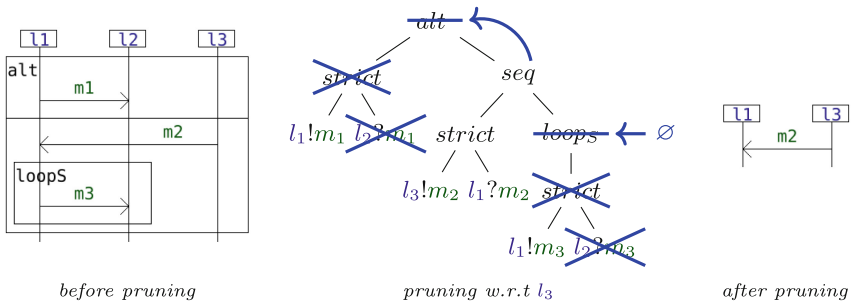 l1 l2 l3
alt
m1
m2
loopS
m3
before pruning
alt
strict seq
l₁!m₁ l₂?m₁ strict loopS ∅
l₃!m₂ l₁?m₂ strict
l₁!m₃ l₂?m₃
pruning w.r.t l₃
l1 l3
m2
after pruning